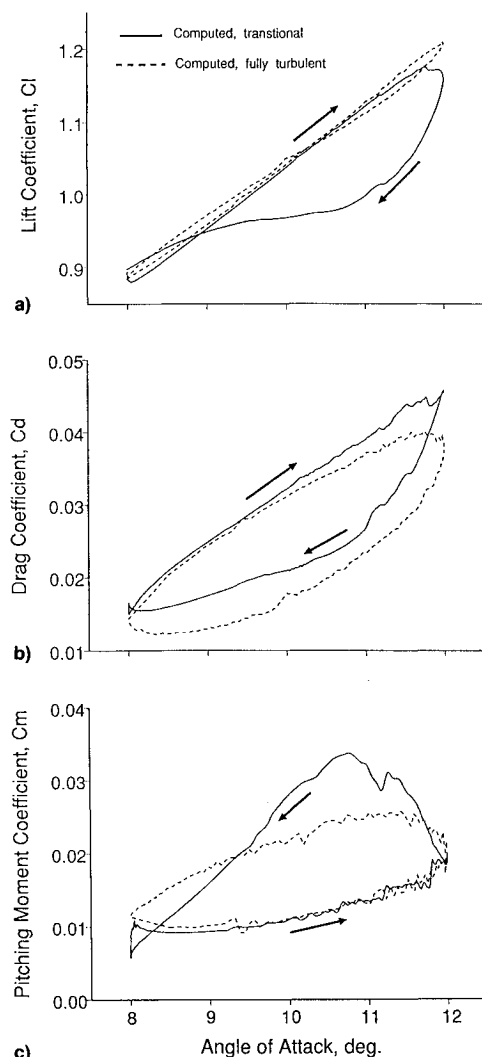 a)
Computed, transtional
Computed, fully turbulent
Lift Coefficient, Cl
1.2
1.1
1.0
0.9
b)
Drag Coefficient, Cd
0.05
0.04
0.03
0.02
0.01
c)
Pitching Moment Coefficient, Cm
0.04
0.03
0.02
0.01
0.00
8 9 10 11 12
Angle of Attack, deg.